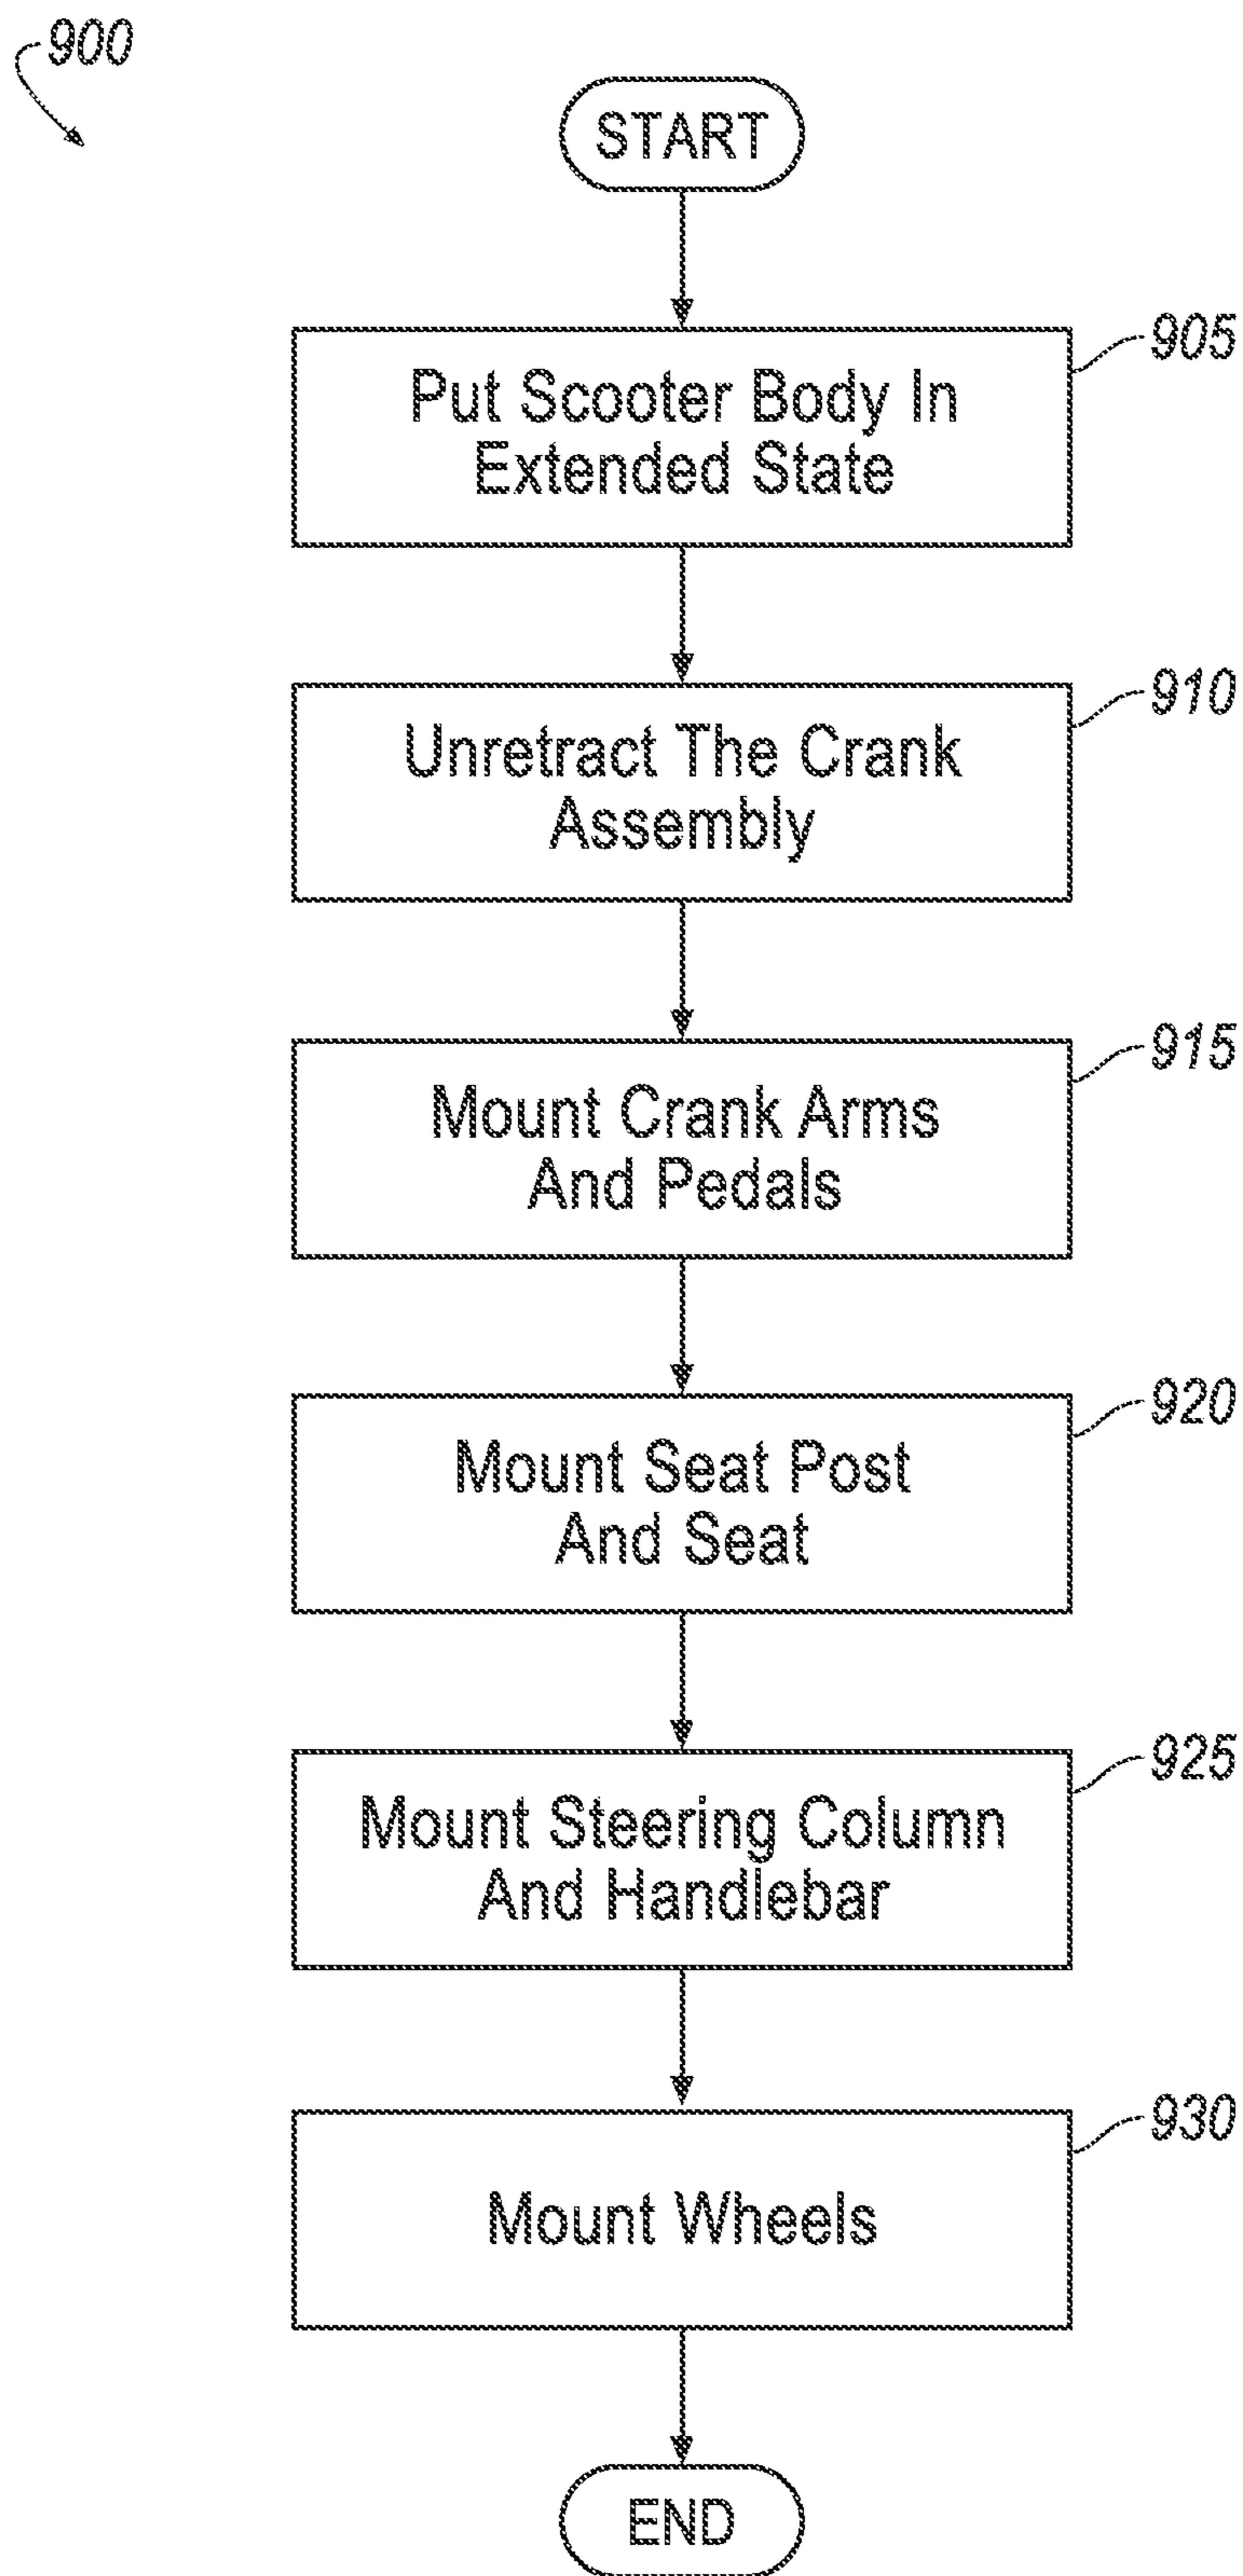 900
START
905
Put Scooter Body In
Extended State
910
Unretract The Crank
Assembly
915
Mount Crank Arms
And Pedals
920
Mount Seat Post
And Seat
925
Mount Steering Column
And Handlebar
930
Mount Wheels
END